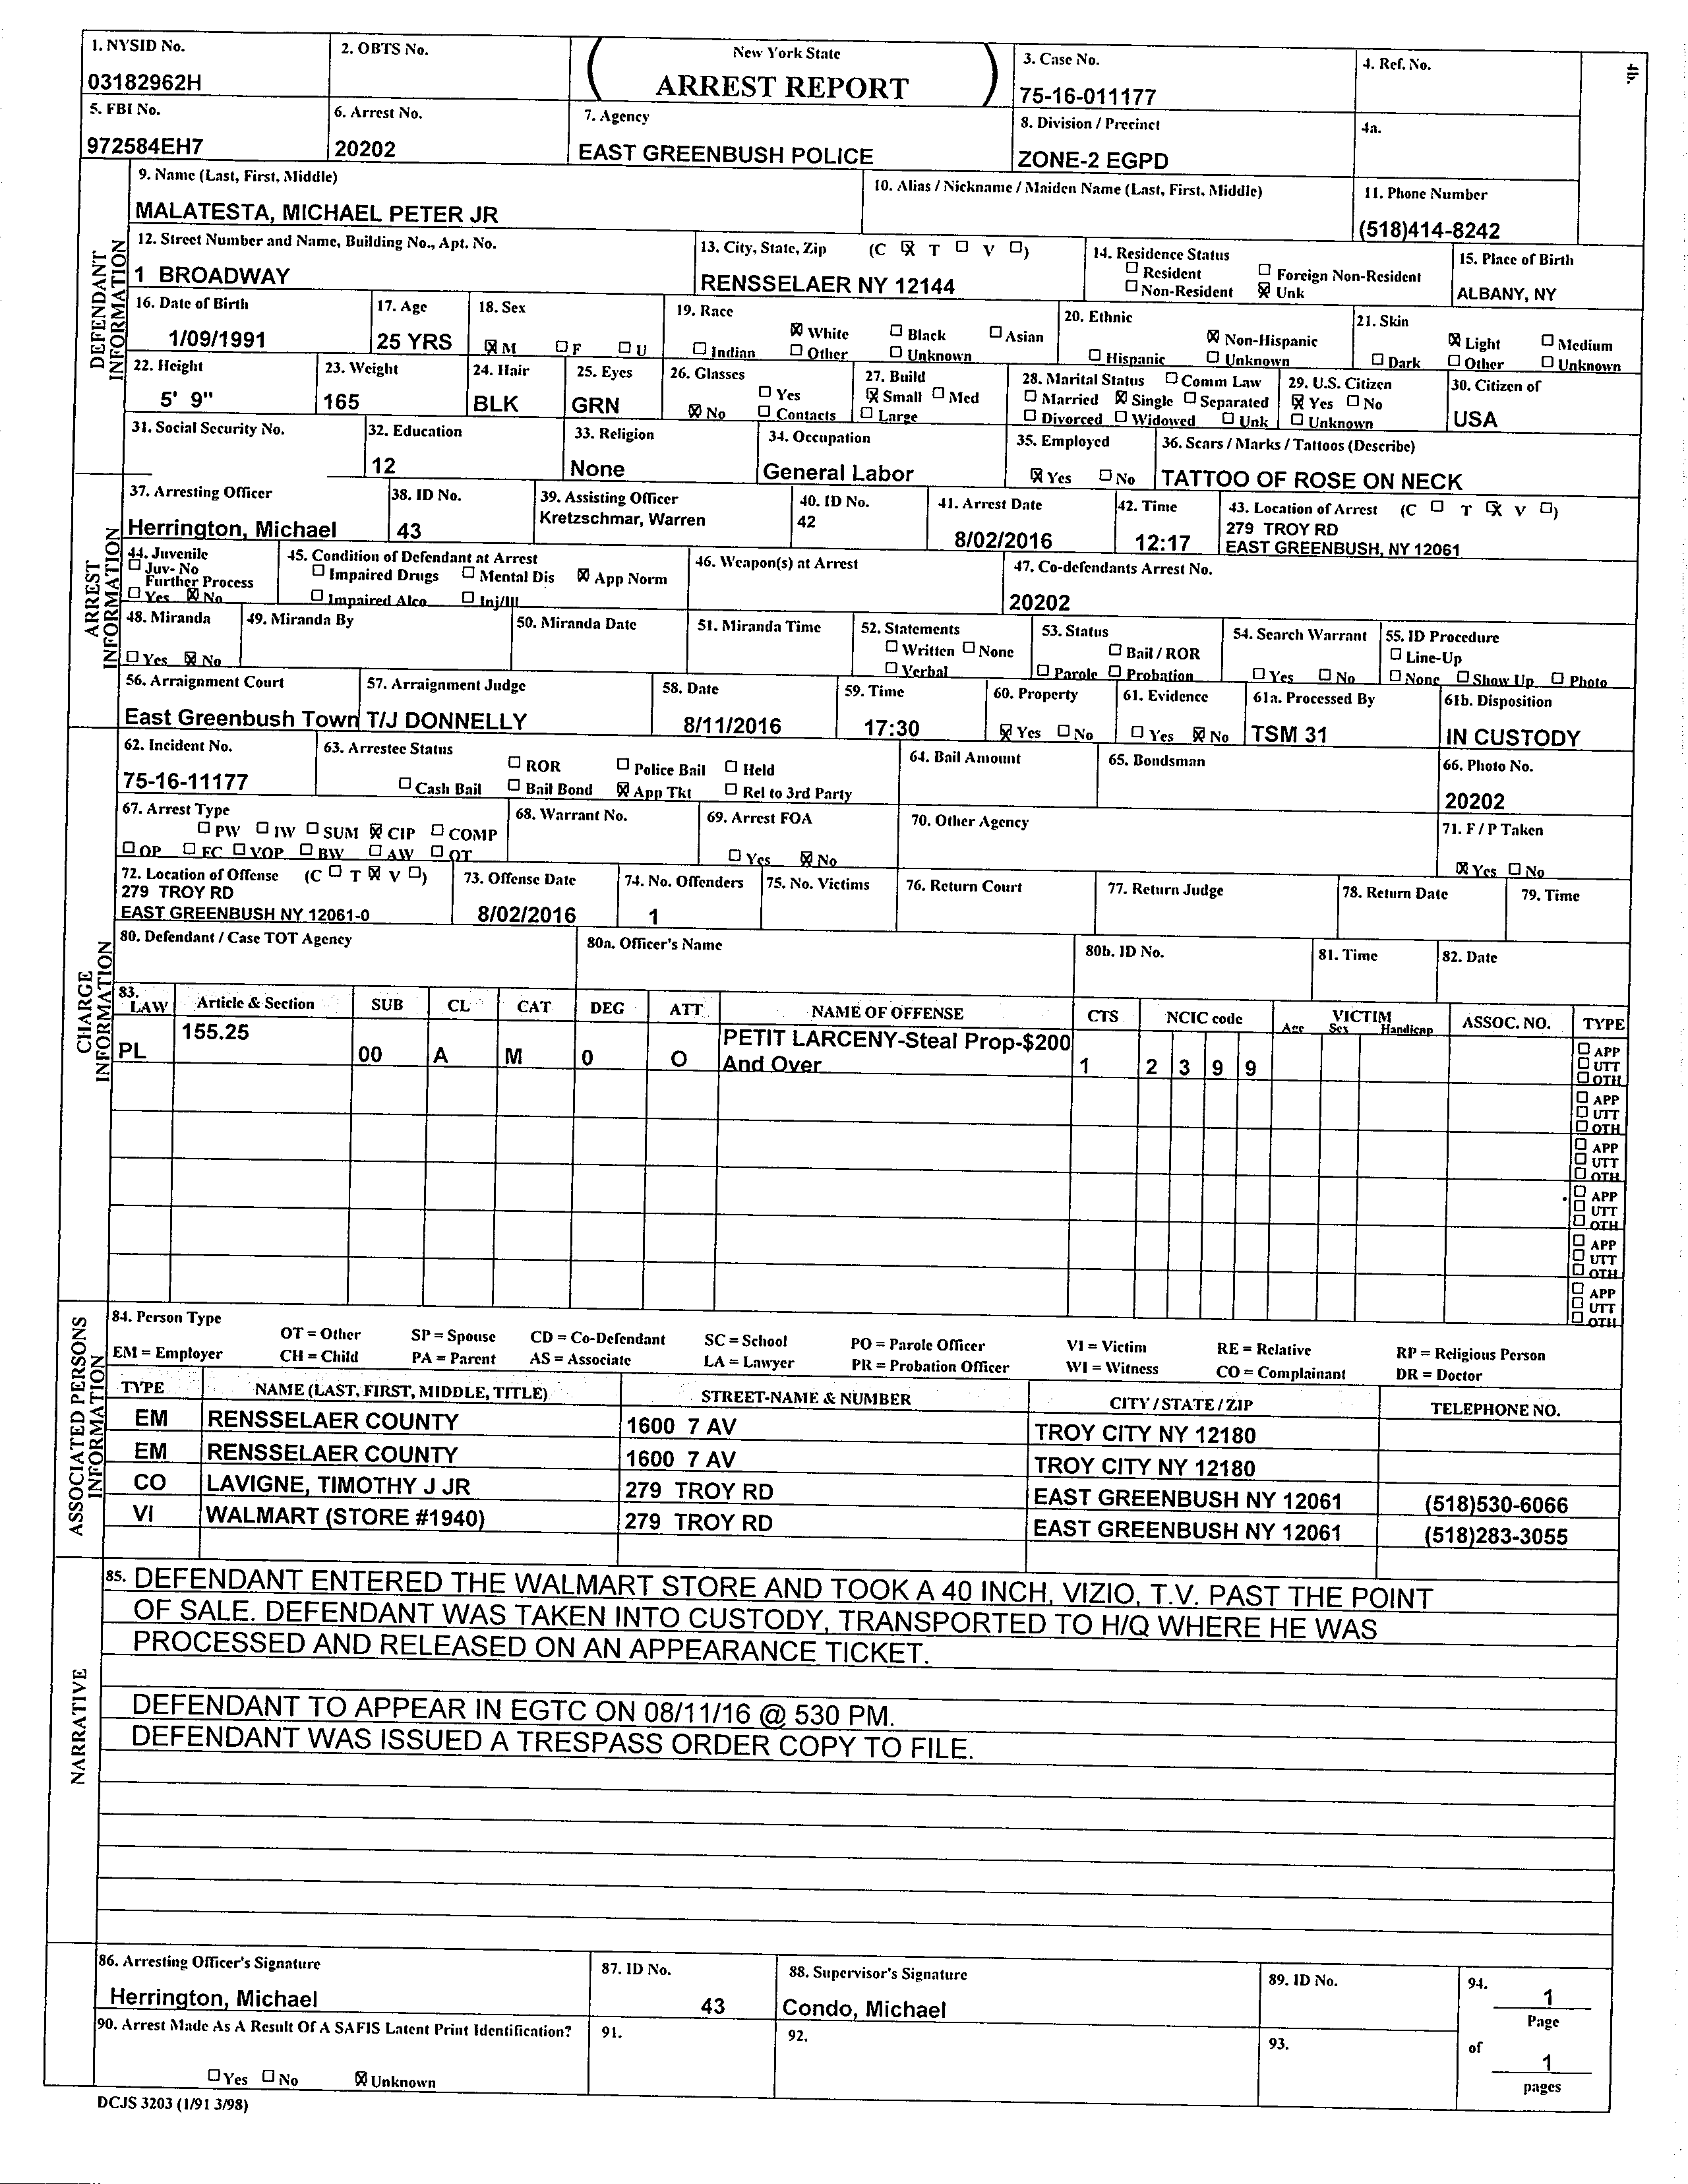 1. NYSID No.
03182962H
2. OBTS No.
New York State
ARREST REPORT
3. Case No.
75-16-011177
4. Ref. No.
4b.
5. FBI No.
972584EH7
6. Arrest No.
20202
7. Agency
EAST GREENBUSH POLICE
8. Division / Precinct
ZONE-2 EGPD
4a.
DEFENDANT INFORMATION
9. Name (Last, First, Middle)
MALATESTA, MICHAEL PETER JR
10. Alias / Nickname / Maiden Name (Last, First, Middle)
11. Phone Number
(518)414-8242
12. Street Number and Name, Building No., Apt. No.
1 BROADWAY
13. City, State, Zip (C ☒ T ☐ V ☐)
RENSSELAER NY 12144
14. Residence Status
☐ Resident ☐ Foreign Non-Resident
☐ Non-Resident ☒ Unk
15. Place of Birth
ALBANY, NY
16. Date of Birth
1/09/1991
17. Age
25 YRS
18. Sex
☒ M ☐ F ☐ U
19. Race
☒ White ☐ Black ☐ Asian
☐ Indian ☐ Other ☐ Unknown
20. Ethnic
☒ Non-Hispanic
☐ Hispanic ☐ Unknown
21. Skin
☒ Light ☐ Medium
☐ Dark ☐ Other ☐ Unknown
22. Height
5' 9"
23. Weight
165
24. Hair
BLK
25. Eyes
GRN
26. Glasses
☐ Yes
☒ No ☐ Contacts
27. Build
☒ Small ☐ Med
☐ Large
28. Marital Status ☐ Comm Law
☐ Married ☒ Single ☐ Separated
☐ Divorced ☐ Widowed ☐ Unk
29. U.S. Citizen
☒ Yes ☐ No
☐ Unknown
30. Citizen of
USA
31. Social Security No.
32. Education
12
33. Religion
None
34. Occupation
General Labor
35. Employed
☒ Yes ☐ No
36. Scars / Marks / Tattoos (Describe)
TATTOO OF ROSE ON NECK
ARREST INFORMATION
37. Arresting Officer
Herrington, Michael
38. ID No.
43
39. Assisting Officer
Kretzschmar, Warren
40. ID No.
42
41. Arrest Date
8/02/2016
42. Time
12:17
43. Location of Arrest (C ☐ T ☒ V ☐)
279 TROY RD
EAST GREENBUSH, NY 12061
44. Juvenile
☐ Juv- No
Further Process
☐ Yes ☒ No
45. Condition of Defendant at Arrest
☐ Impaired Drugs ☐ Mental Dis ☒ App Norm
☐ Impaired Alco ☐ Inj/Ill
46. Weapon(s) at Arrest
47. Co-defendants Arrest No.
20202
48. Miranda
☐ Yes ☒ No
49. Miranda By
50. Miranda Date
51. Miranda Time
52. Statements
☐ Written ☐ None
☐ Verbal
53. Status
☐ Bail / ROR
☐ Parole ☐ Probation
54. Search Warrant
☐ Yes ☐ No
55. ID Procedure
☐ Line-Up
☐ None ☐ Show Up ☐ Photo
56. Arraignment Court
East Greenbush Town
57. Arraignment Judge
T/J DONNELLY
58. Date
8/11/2016
59. Time
17:30
60. Property
☒ Yes ☐ No
61. Evidence
☐ Yes ☒ No
61a. Processed By
TSM 31
61b. Disposition
IN CUSTODY
CHARGE INFORMATION
62. Incident No.
75-16-11177
63. Arrestee Status
☐ ROR ☐ Police Bail ☐ Held
☐ Cash Bail ☐ Bail Bond ☒ App Tkt ☐ Rel to 3rd Party
64. Bail Amount
65. Bondsman
66. Photo No.
20202
67. Arrest Type
☐ PW ☐ IW ☐ SUM ☒ CIP ☐ COMP
☐ OP ☐ FC ☐ VOP ☐ BW ☐ AW ☐ OT
68. Warrant No.
69. Arrest FOA
☐ Yes ☒ No
70. Other Agency
71. F / P Taken
☒ Yes ☐ No
72. Location of Offense (C ☐ T ☒ V ☐)
279 TROY RD
EAST GREENBUSH NY 12061-0
73. Offense Date
8/02/2016
74. No. Offenders
1
75. No. Victims
76. Return Court
77. Return Judge
78. Return Date
79. Time
80. Defendant / Case TOT Agency
80a. Officer's Name
80b. ID No.
81. Time
82. Date
83. LAW Article & Section SUB CL CAT DEG ATT NAME OF OFFENSE CTS NCIC code VICTIM Age Sex Handicap ASSOC. NO. TYPE
PL 155.25 00 A M 0 O PETIT LARCENY-Steal Prop-$200 And Over 1 2 3 9 9
☐ APP
☐ UTT
☐ OTH
☐ APP
☐ UTT
☐ OTH
☐ APP
☐ UTT
☐ OTH
☐ APP
☐ UTT
☐ OTH
☐ APP
☐ UTT
☐ OTH
☐ APP
☐ UTT
☐ OTH
ASSOCIATED PERSONS INFORMATION
84. Person Type
OT = Other SP = Spouse CD = Co-Defendant SC = School PO = Parole Officer VI = Victim RE = Relative RP = Religious Person
EM = Employer CH = Child PA = Parent AS = Associate LA = Lawyer PR = Probation Officer WI = Witness CO = Complainant DR = Doctor
TYPE NAME (LAST, FIRST, MIDDLE, TITLE) STREET-NAME & NUMBER CITY / STATE / ZIP TELEPHONE NO.
EM RENSSELAER COUNTY 1600 7 AV TROY CITY NY 12180
EM RENSSELAER COUNTY 1600 7 AV TROY CITY NY 12180
CO LAVIGNE, TIMOTHY J JR 279 TROY RD EAST GREENBUSH NY 12061 (518)530-6066
VI WALMART (STORE #1940) 279 TROY RD EAST GREENBUSH NY 12061 (518)283-3055
NARRATIVE
85. DEFENDANT ENTERED THE WALMART STORE AND TOOK A 40 INCH, VIZIO, T.V. PAST THE POINT
OF SALE. DEFENDANT WAS TAKEN INTO CUSTODY, TRANSPORTED TO H/Q WHERE HE WAS
PROCESSED AND RELEASED ON AN APPEARANCE TICKET.
DEFENDANT TO APPEAR IN EGTC ON 08/11/16 @ 530 PM.
DEFENDANT WAS ISSUED A TRESPASS ORDER COPY TO FILE.
86. Arresting Officer's Signature
Herrington, Michael
87. ID No.
43
88. Supervisor's Signature
Condo, Michael
89. ID No.
94.
1
Page
of
1
pages
90. Arrest Made As A Result Of A SAFIS Latent Print Identification?
☐ Yes ☐ No ☒ Unknown
91.
92.
93.
DCJS 3203 (1/91 3/98)